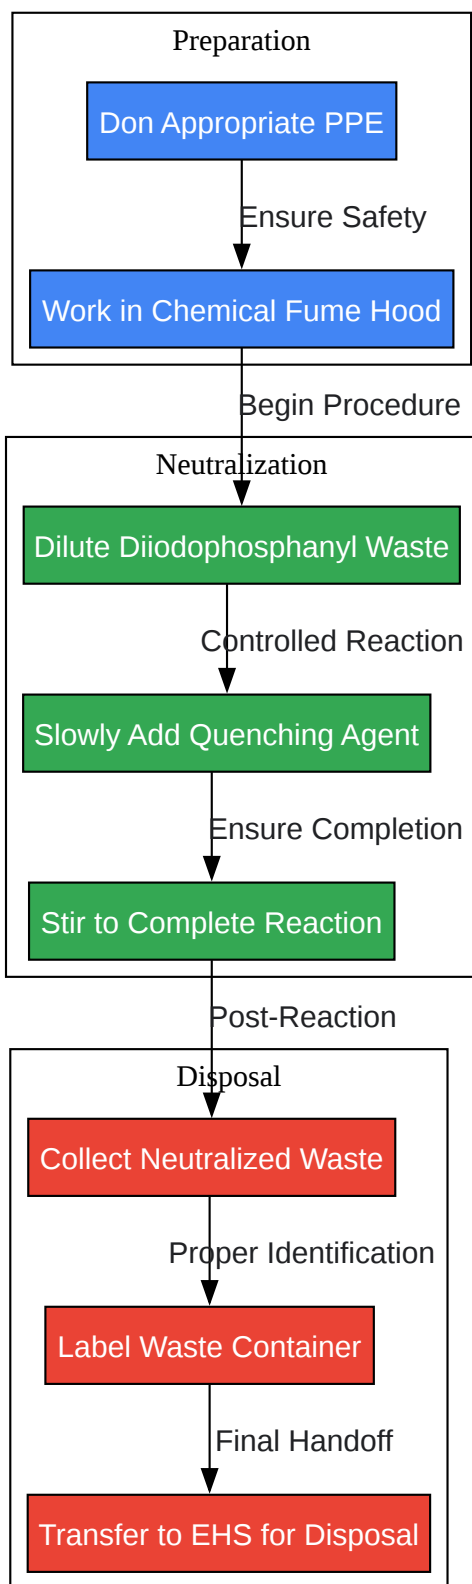 Preparation
Don Appropriate PPE
Ensure Safety
Work in Chemical Fume Hood
Begin Procedure
Neutralization
Dilute Diiodophosphanyl Waste
Controlled Reaction
Slowly Add Quenching Agent
Ensure Completion
Stir to Complete Reaction
Post-Reaction
Disposal
Collect Neutralized Waste
Proper Identification
Label Waste Container
Final Handoff
Transfer to EHS for Disposal